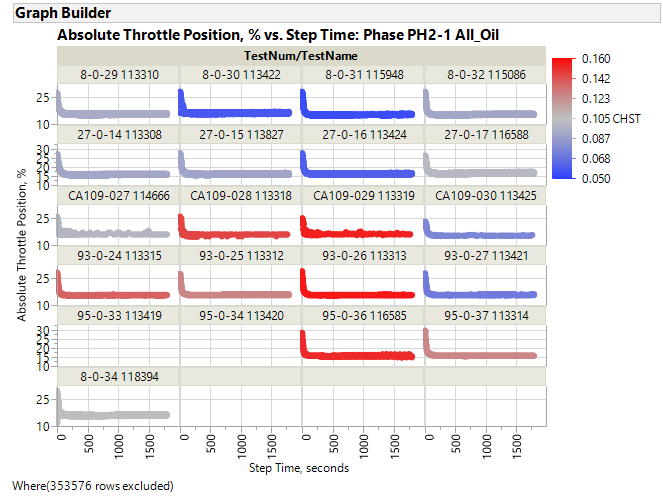 Graph Builder
Absolute Throttle Position, % vs. Step Time: Phase PH2-1 All_Oil
TestNum/TestName
8-0-29 113310 8-0-30 113422 8-0-31 115948 8-0-32 115086
25
10
27-0-14 113308 27-0-15 113827 27-0-16 113424 27-0-17 116588
30
25
20
15
10
CA109-027 114666 CA109-028 113318 CA109-029 113319 CA109-030 113425
25
10
93-0-24 113315 93-0-25 113312 93-0-26 113313 93-0-27 113421
25
10
95-0-33 113419 95-0-34 113420 95-0-36 116585 95-0-37 113314
30
25
20
15
10
8-0-34 118394
25
10
Absolute Throttle Position, %
0 500 1000 1500 0 500 1000 1500 0 500 1000 1500 0 500 1000 1500
Step Time, seconds
0.160
0.142
0.123
0.105 CHST
0.087
0.068
0.050
Where(353576 rows excluded)